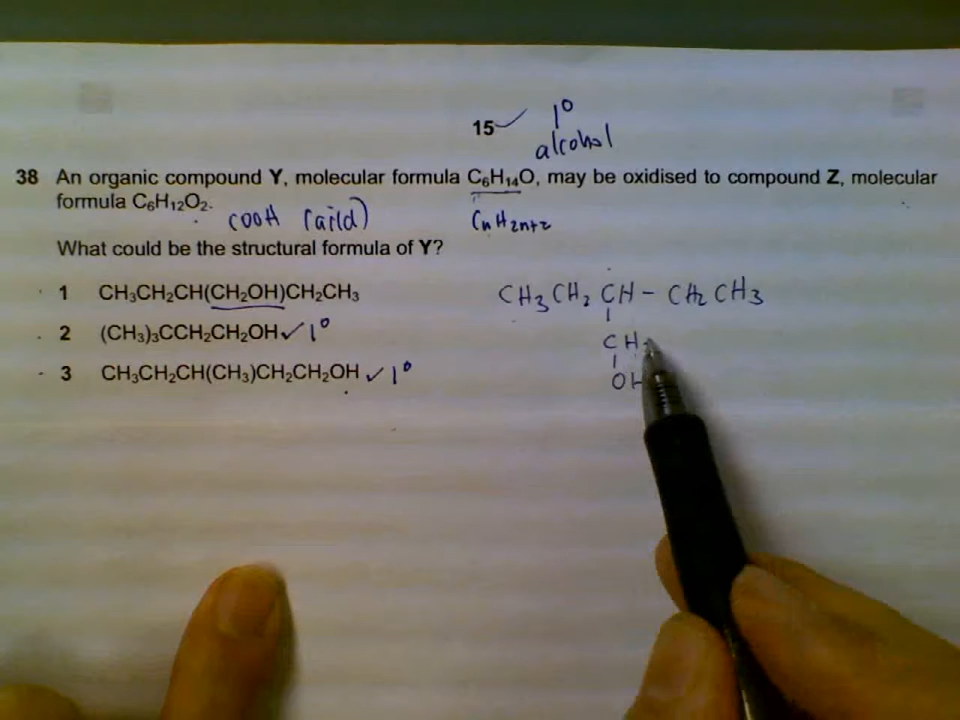 15 ✓ 1°
alcohol
38 An organic compound Y, molecular formula C₆H₁₄O, may be oxidised to compound Z, molecular
formula C₆H₁₂O₂.
COOH (acid) CnH2n+2
What could be the structural formula of Y?
1 CH₃CH₂CH(CH₂OH)CH₂CH₃
2 (CH₃)₃CCH₂CH₂OH ✓ 1°
3 CH₃CH₂CH(CH₃)CH₂CH₂OH ✓ 1°
CH₃CH₂CH – CH₂CH₃
CH
OH